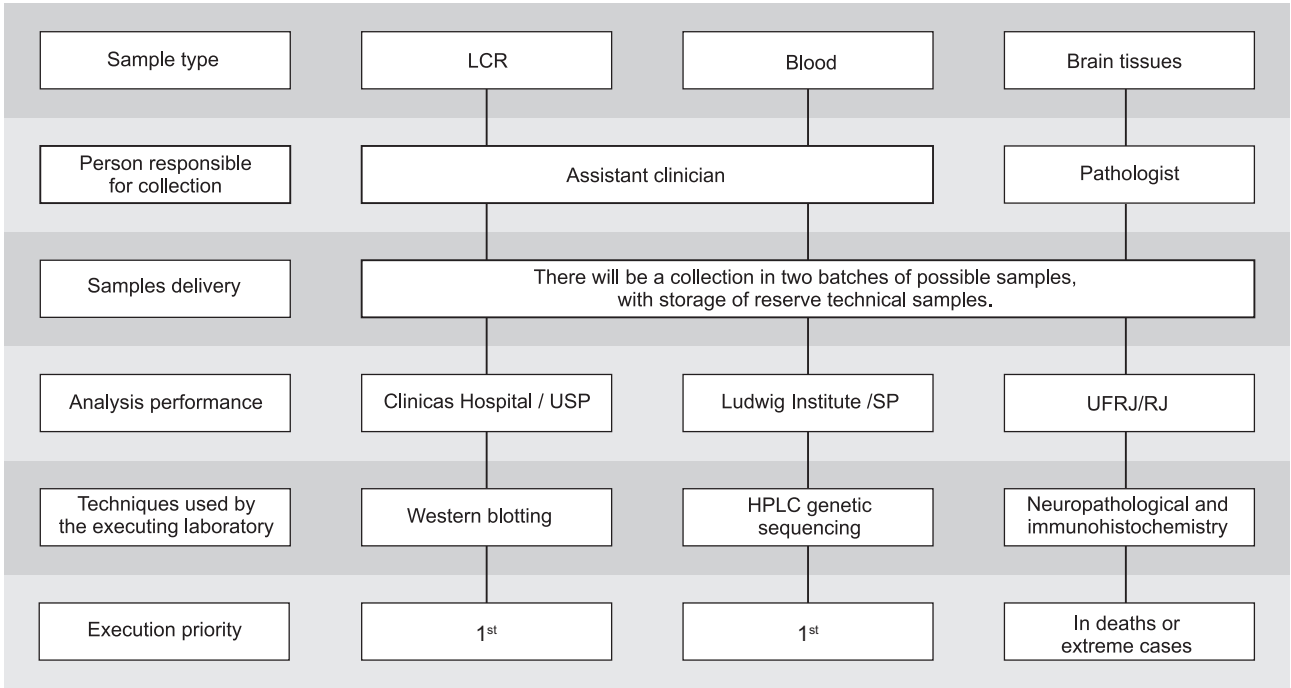 Sample type
LCR
Blood
Brain tissues
Person responsible
for collection
Assistant clinician
Pathologist
Samples delivery
There will be a collection in two batches of possible samples,
with storage of reserve technical samples.
Analysis performance
Clinicas Hospital / USP
Ludwig Institute /SP
UFRJ/RJ
Techniques used by
the executing laboratory
Western blotting
HPLC genetic
sequencing
Neuropathological and
immunohistochemistry
Execution priority
1st
1st
In deaths or
extreme cases